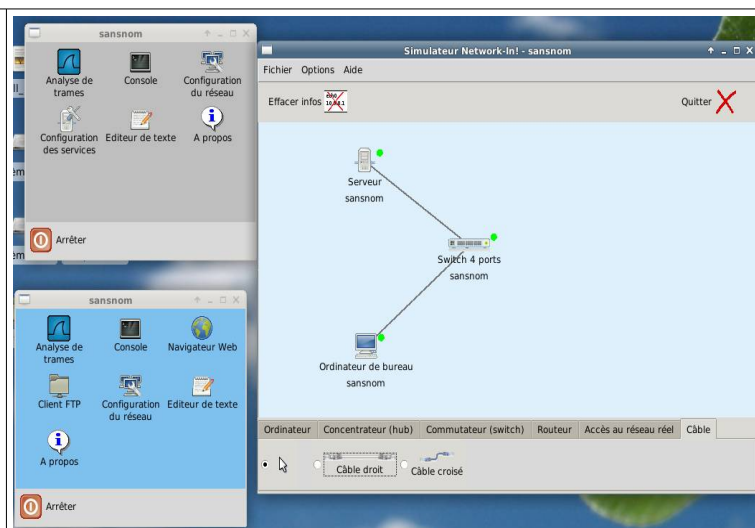 sansnom
Analyse de
trames
Console
Configuration
du réseau
Configuration
des services
Editeur de texte
A propos
Arrêter
sansnom
Analyse de
trames
Console
Navigateur Web
Client FTP
Configuration
du réseau
Editeur de texte
A propos
Arrêter
Simulateur Network-In! - sansnom
Fichier Options Aide
Effacer infos
Quitter
Serveur
sansnom
Switch 4 ports
sansnom
Ordinateur de bureau
sansnom
Ordinateur Concentrateur (hub) Commutateur (switch) Routeur Accès au réseau réel Câble
Câble droit
Câble croisé